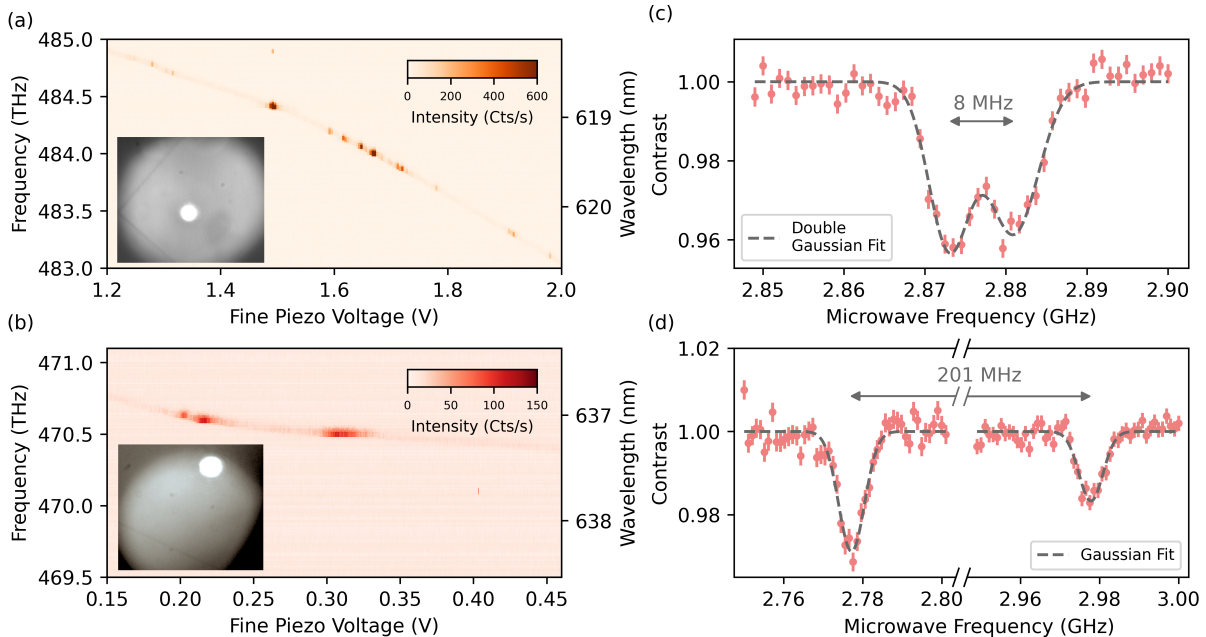 (a)
485.0
484.5
484.0
483.5
483.0
Frequency (THz)
0 200 400 600
Intensity (Cts/s)
619
620
Wavelength (nm)
1.2 1.4 1.6 1.8 2.0
Fine Piezo Voltage (V)
(b)
471.0
470.5
470.0
469.5
Frequency (THz)
0 50 100 150
Intensity (Cts/s)
637
638
Wavelength (nm)
0.15 0.20 0.25 0.30 0.35 0.40 0.45
Fine Piezo Voltage (V)
(c)
1.00
0.98
0.96
Contrast
8 MHz
Double
Gaussian Fit
2.85 2.86 2.87 2.88 2.89 2.90
Microwave Frequency (GHz)
(d)
1.02
1.00
0.98
Contrast
201 MHz
Gaussian Fit
2.76 2.78 2.80 2.96 2.98 3.00
Microwave Frequency (GHz)